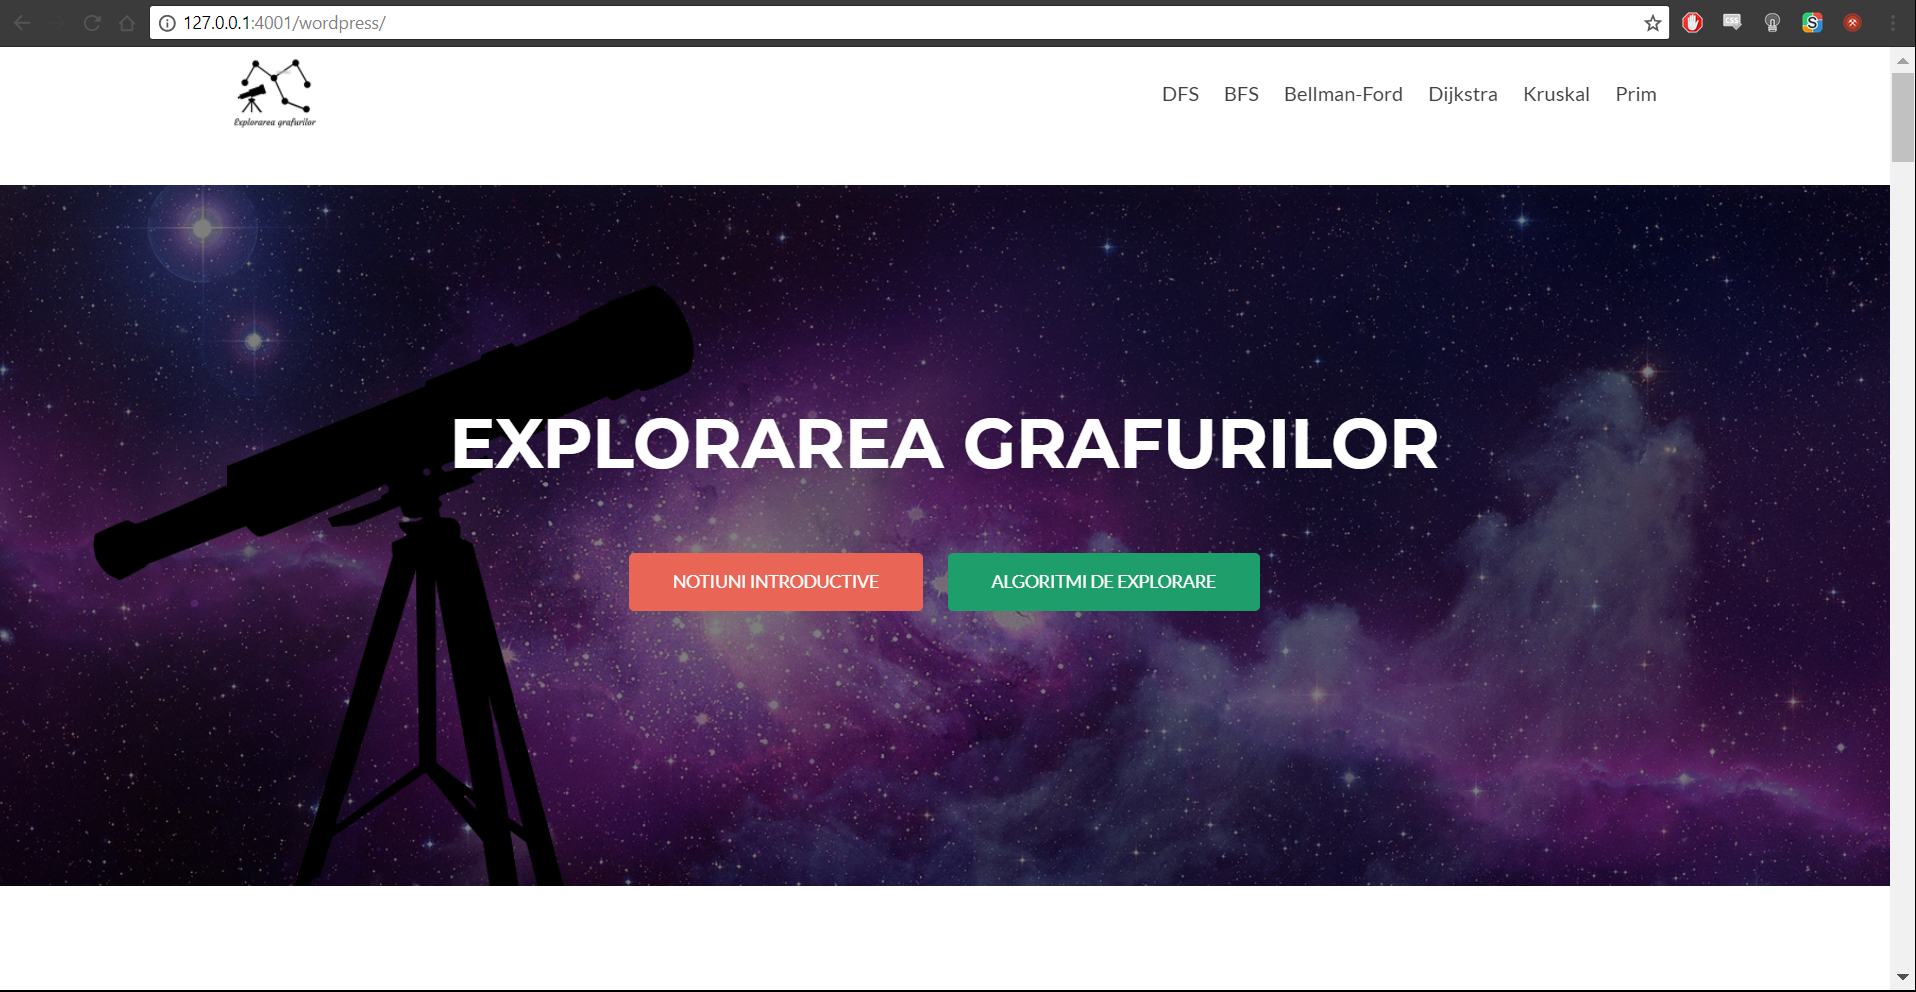 127.0.0.1:4001/wordpress/
CSS
S
Explorarea grafurilor
DFS BFS Bellman-Ford Dijkstra Kruskal Prim
EXPLORAREA GRAFURILOR
NOTIUNI INTRODUCTIVE ALGORITMI DE EXPLORARE